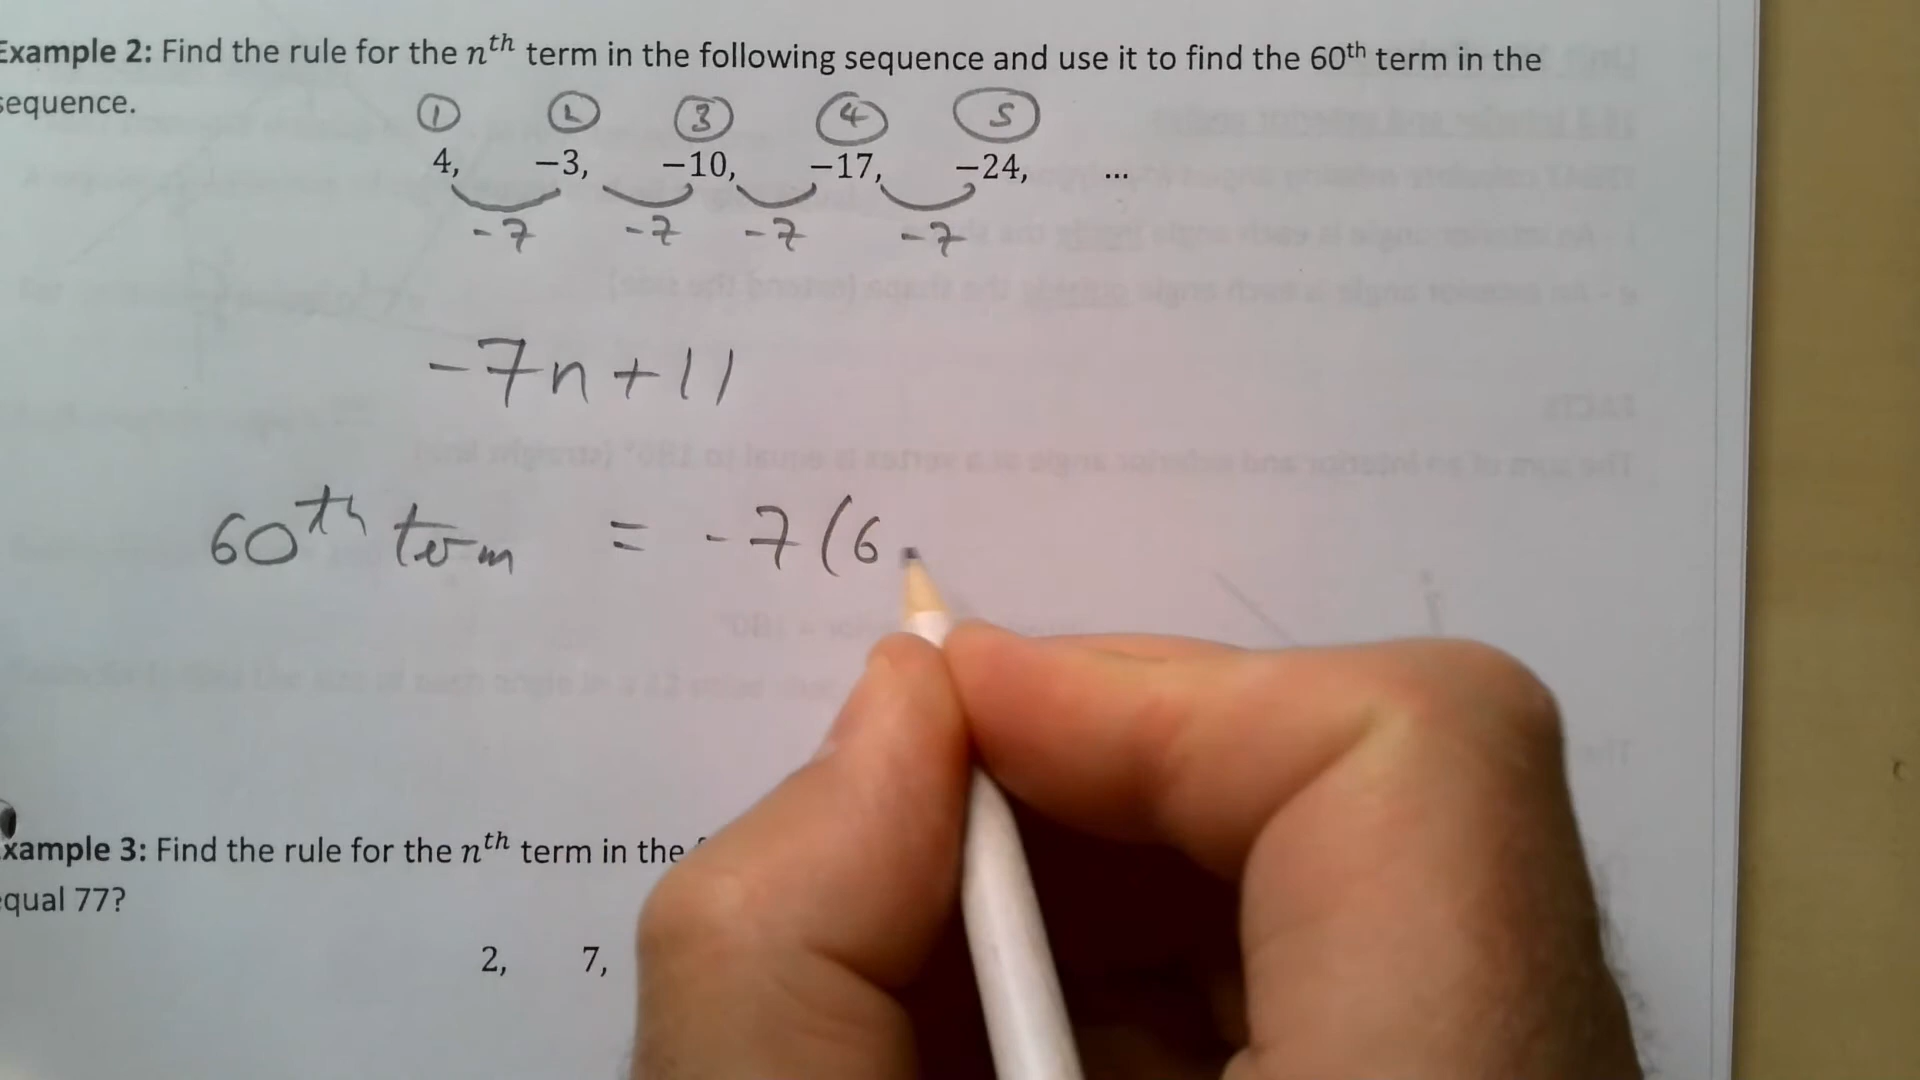 Example 2: Find the rule for the nth term in the following sequence and use it to find the 60th term in the
sequence.
1 2 3 4 5
4, −3, −10, −17, −24, ...
-7 -7 -7 -7
-7n+11
60th term = -7(6
xample 3: Find the rule for the nth term in the
qual 77?
2, 7,